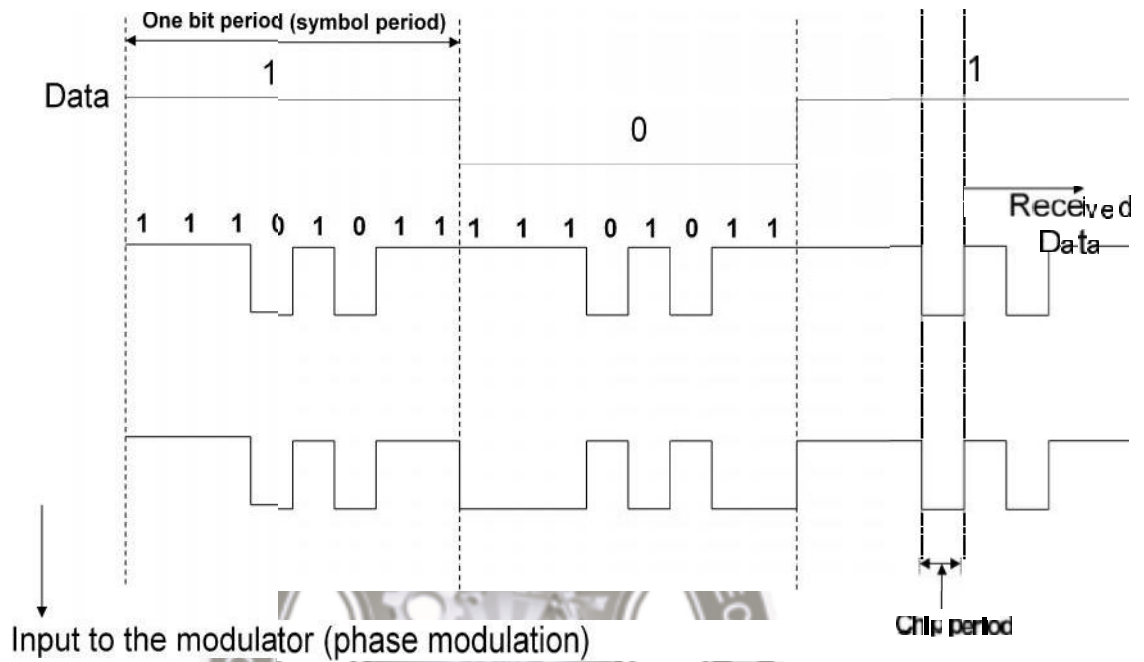 One bit period (symbol period)
1
1
Data
0
1 1 1 0 1 0 1 1 1 1 1 0 1 0 1 1
Received
Data
Chip period
Input to the modulator (phase modulation)